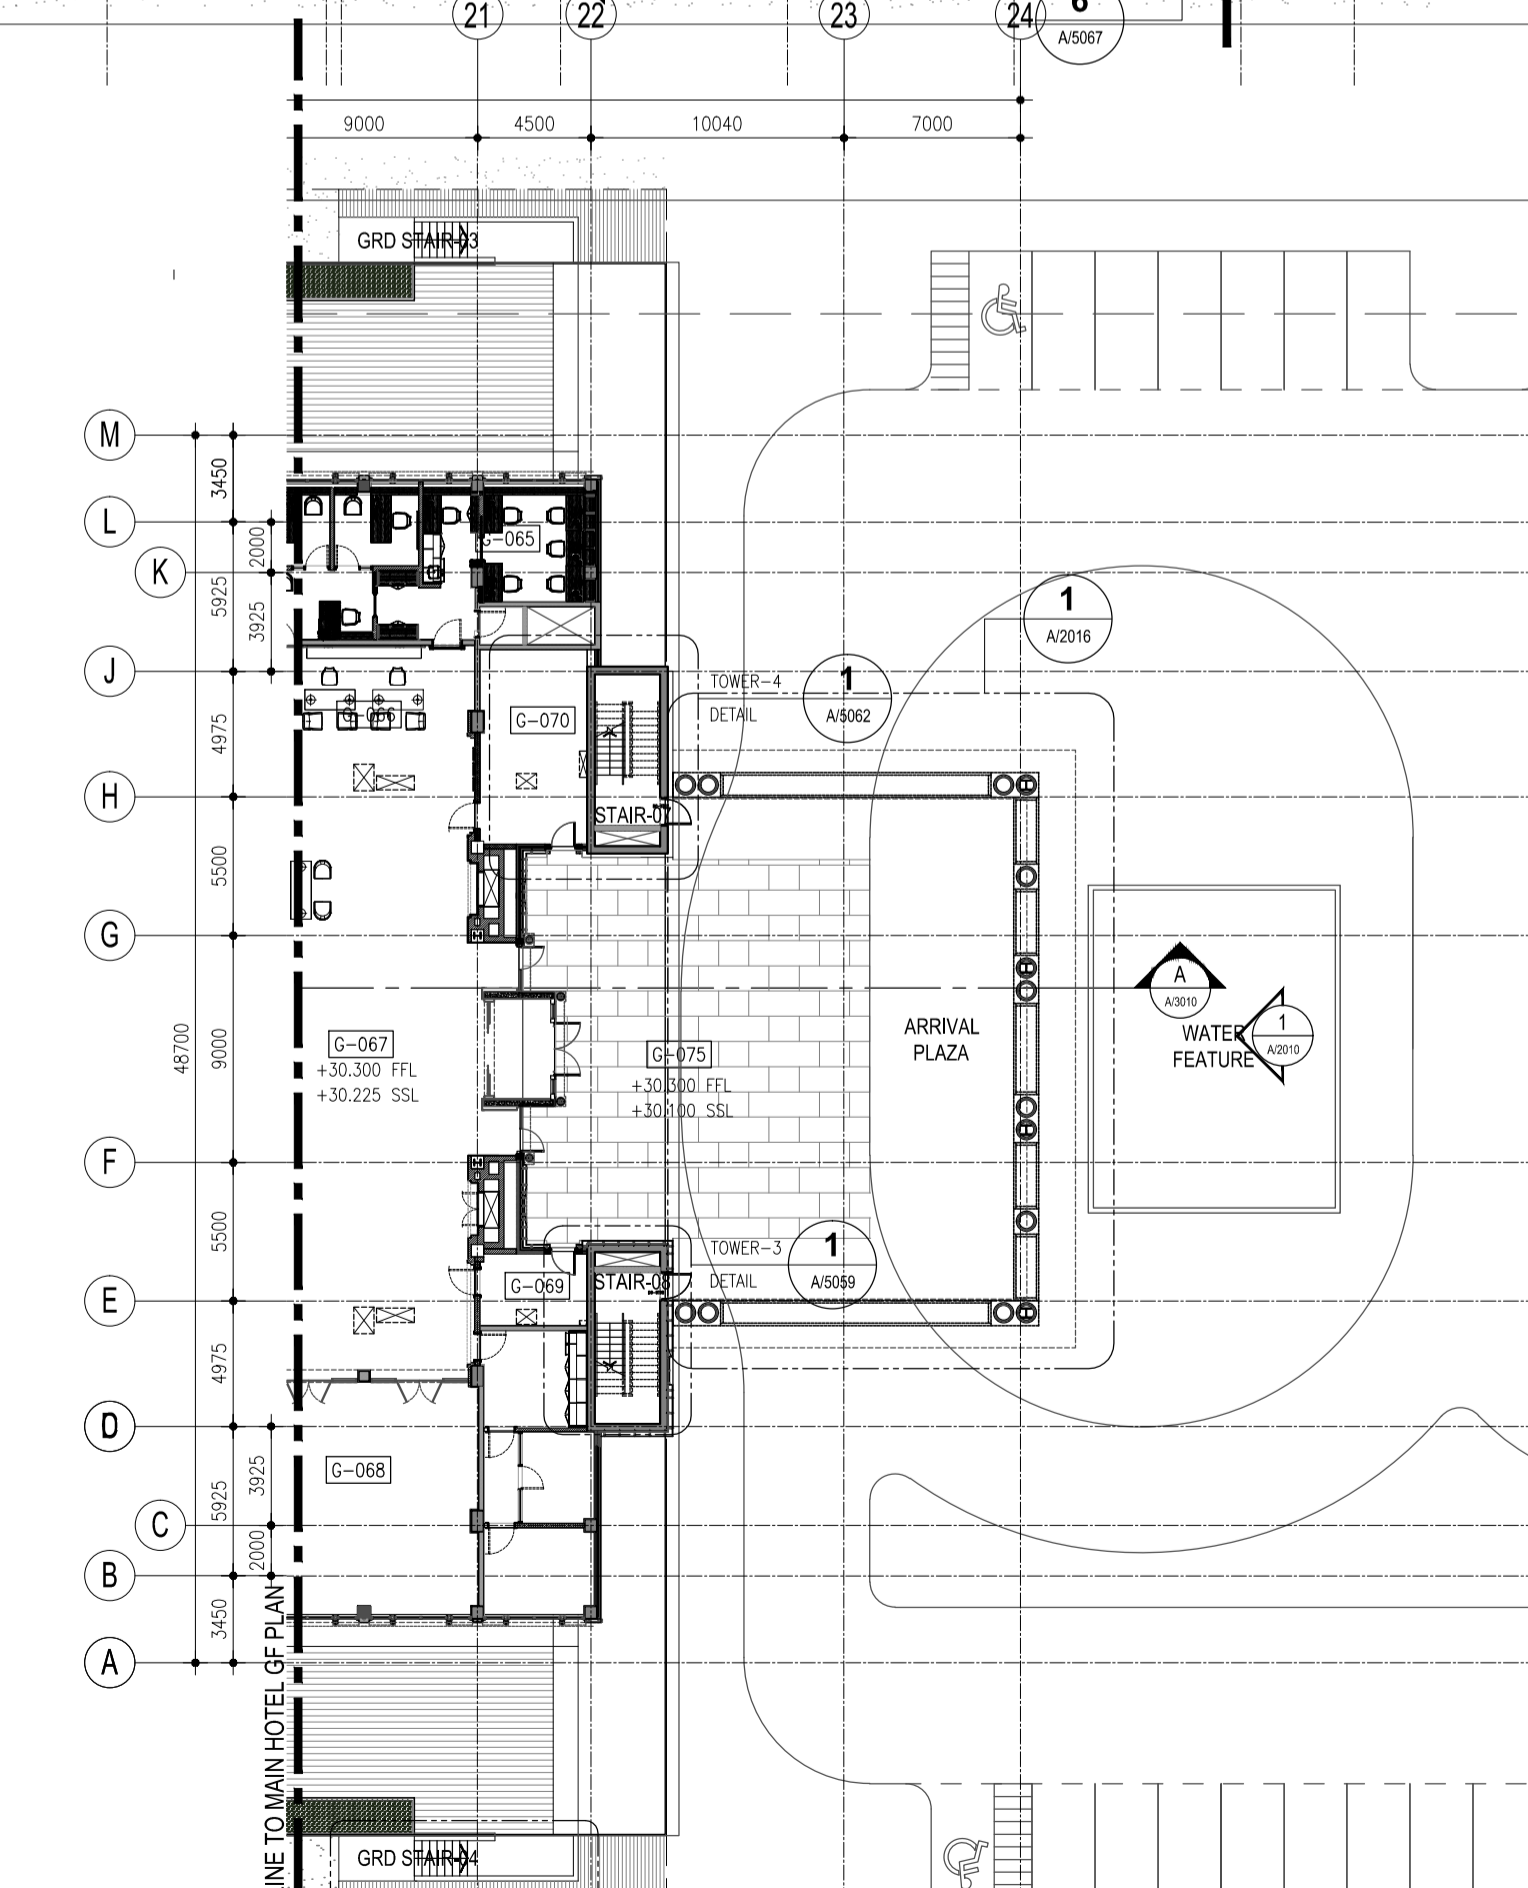 21
22
23
24
6
A/5067
9000
4500
10040
7000
GRD STAIR-03
M
3450
L
2000
G-065
K
5925
3925
1
A/2016
J
TOWER-4
1
DETAIL
A/5062
G-066
G-070
4975
H
STAIR-07
5500
G
A
A/3010
48700
9000
G-067
+30.300 FFL
+30.225 SSL
G-075
+30.300 FFL
+30.100 SSL
ARRIVAL
PLAZA
WATER
FEATURE
1
A/2010
F
5500
TOWER-3
1
DETAIL
A/5059
G-069
STAIR-08
E
4975
D
G-068
3925
5925
C
2000
B
3450
A
INE TO MAIN HOTEL GF PLAN
GRD STAIR-04